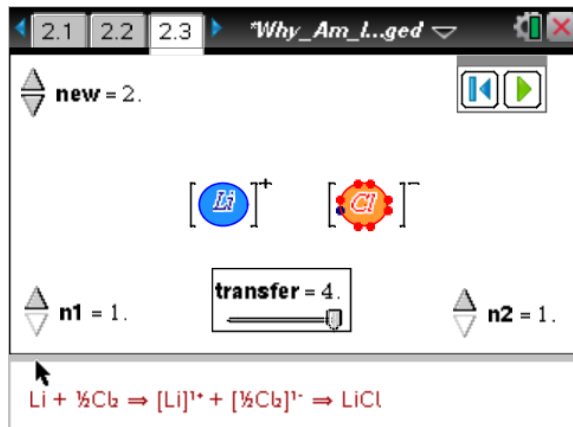 2.1 2.2 2.3 *Why_Am_I...ged
new = 2.
[Li]⁺ [Cl]⁻
transfer = 4.
n1 = 1. n2 = 1.
Li + ½Cl₂ ⇒ [Li]¹⁺ + [½Cl₂]¹⁻ ⇒ LiCl